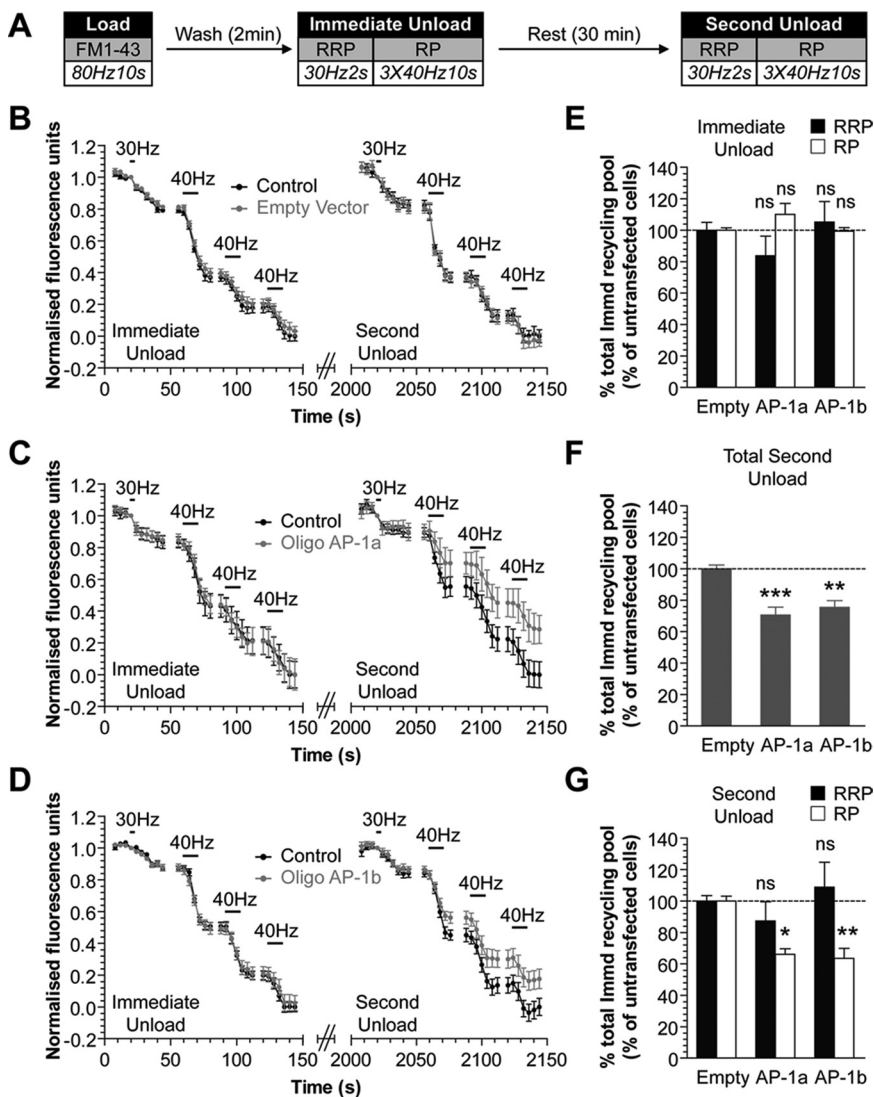 A
Load
FM1-43
80Hz10s
Wash (2min)
Immediate Unload
RRP RP
30Hz2s 3X40Hz10s
Rest (30 min)
Second Unload
RRP RP
30Hz2s 3X40Hz10s
B
Normalised fluorescence units
1.2
1.0
0.8
0.6
0.4
0.2
0.0
-0.2
30Hz
40Hz
40Hz
40Hz
Control
Empty Vector
Immediate
Unload
30Hz
40Hz
40Hz
40Hz
Second
Unload
0 50 100 150 2000 2050 2100 2150
Time (s)
C
Normalised fluorescence units
1.2
1.0
0.8
0.6
0.4
0.2
0.0
-0.2
30Hz
40Hz
40Hz
40Hz
Control
Oligo AP-1a
Immediate
Unload
30Hz
40Hz
40Hz
40Hz
Second
Unload
0 50 100 150 2000 2050 2100 2150
Time (s)
D
Normalised fluorescence units
1.2
1.0
0.8
0.6
0.4
0.2
0.0
-0.2
30Hz
40Hz
40Hz
40Hz
Control
Oligo AP-1b
Immediate
Unload
30Hz
40Hz
40Hz
40Hz
Second
Unload
0 50 100 150 2000 2050 2100 2150
Time (s)
E
Immediate
Unload
RRP
RP
% total Immd recycling pool
(% of untransfected cells)
140
120
100
80
60
40
20
0
ns ns ns ns
Empty AP-1a AP-1b
F
Total Second
Unload
% total Immd recycling pool
(% of untransfected cells)
140
120
100
80
60
40
20
0
*** **
Empty AP-1a AP-1b
G
Second
Unload
RRP
RP
% total Immd recycling pool
(% of untransfected cells)
140
120
100
80
60
40
20
0
ns * ns **
Empty AP-1a AP-1b